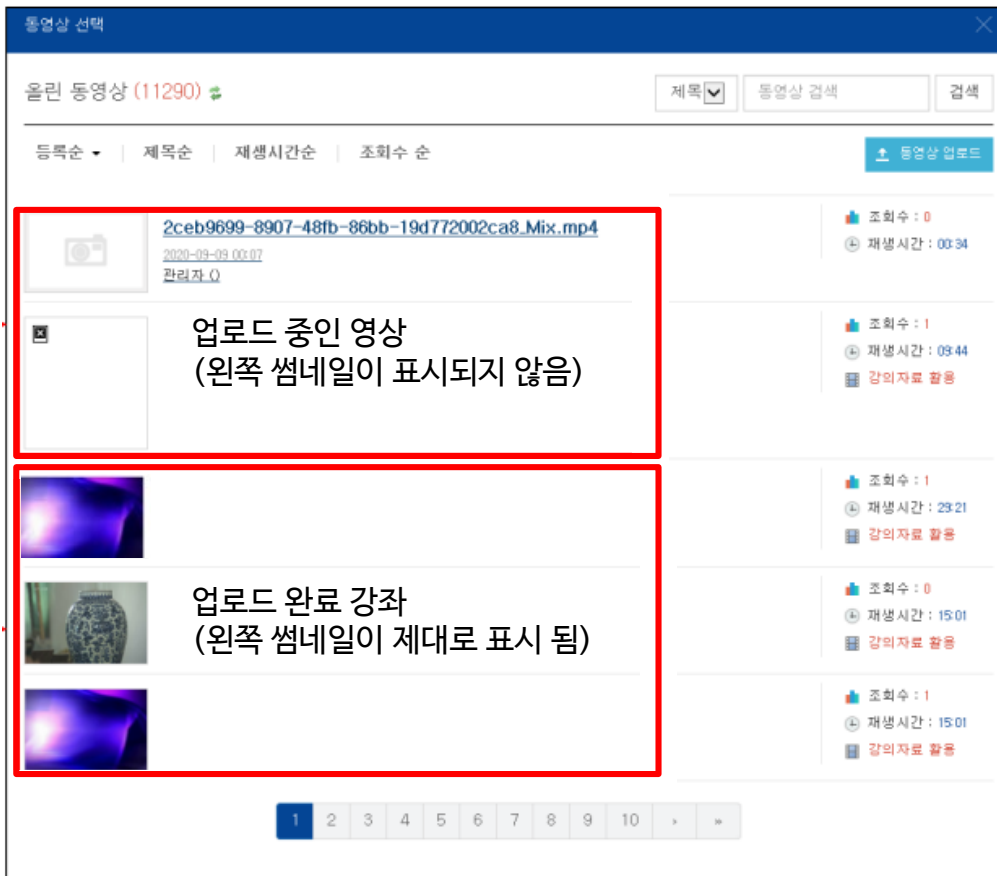 동영상 선택
올린 동영상 (11290)
제목 동영상 검색 검색
등록순 제목순 재생시간순 조회수 순
동영상 업로드
2ceb9699-8907-48fb-86bb-19d772002ca8_Mix.mp4
2020-09-09 00:07
관리자 ()
조회수 : 0
재생시간 : 00:34
업로드 중인 영상
(왼쪽 썸네일이 표시되지 않음)
조회수 : 1
재생시간 : 09:44
강의자료 활용
조회수 : 1
재생시간 : 29:21
강의자료 활용
업로드 완료 강좌
(왼쪽 썸네일이 제대로 표시 됨)
조회수 : 0
재생시간 : 15:01
강의자료 활용
조회수 : 1
재생시간 : 15:01
강의자료 활용
1 2 3 4 5 6 7 8 9 10 › »